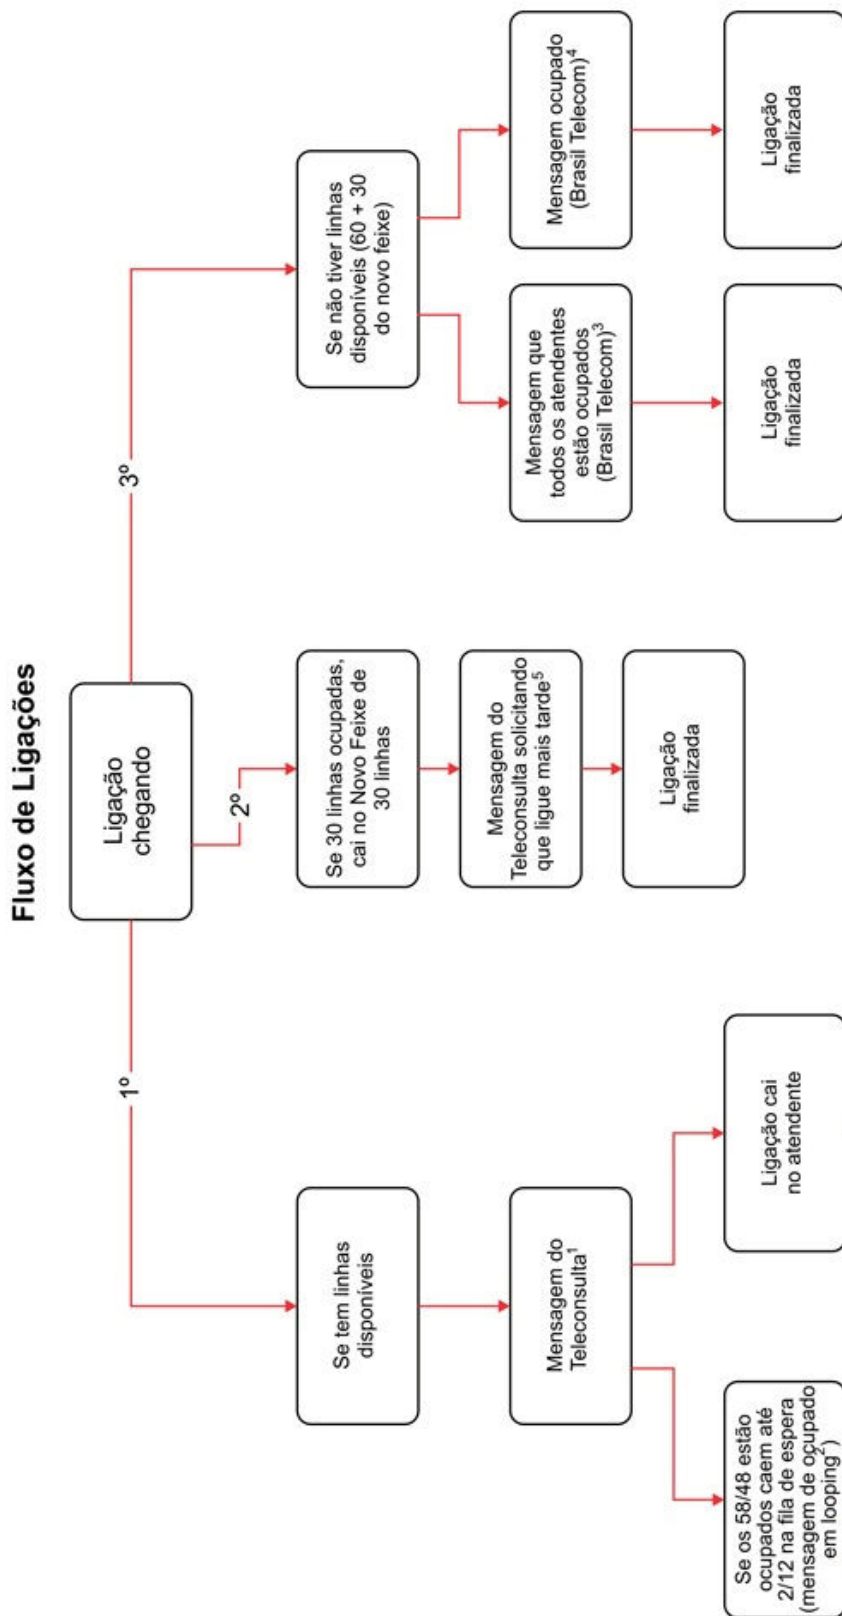 Fluxo de Ligações
Ligação
chegando
1º
2º
3º
Se tem linhas
disponíveis
Mensagem do
Teleconsulta¹
Se os 58/48 estão
ocupados caem até
2/12 na fila de espera
(mensagem de ocupado
em looping²)
Ligação cai
no atendente
Se 30 linhas ocupadas,
cai no Novo Feixe de
30 linhas
Mensagem do
Teleconsulta solicitando
que ligue mais tarde⁵
Ligação
finalizada
Se não tiver linhas
disponíveis (60 + 30
do novo feixe)
Mensagem que
todos os atendentes
estão ocupados
(Brasil Telecom)³
Ligação
finalizada
Mensagem ocupado
(Brasil Telecom)⁴
Ligação
finalizada